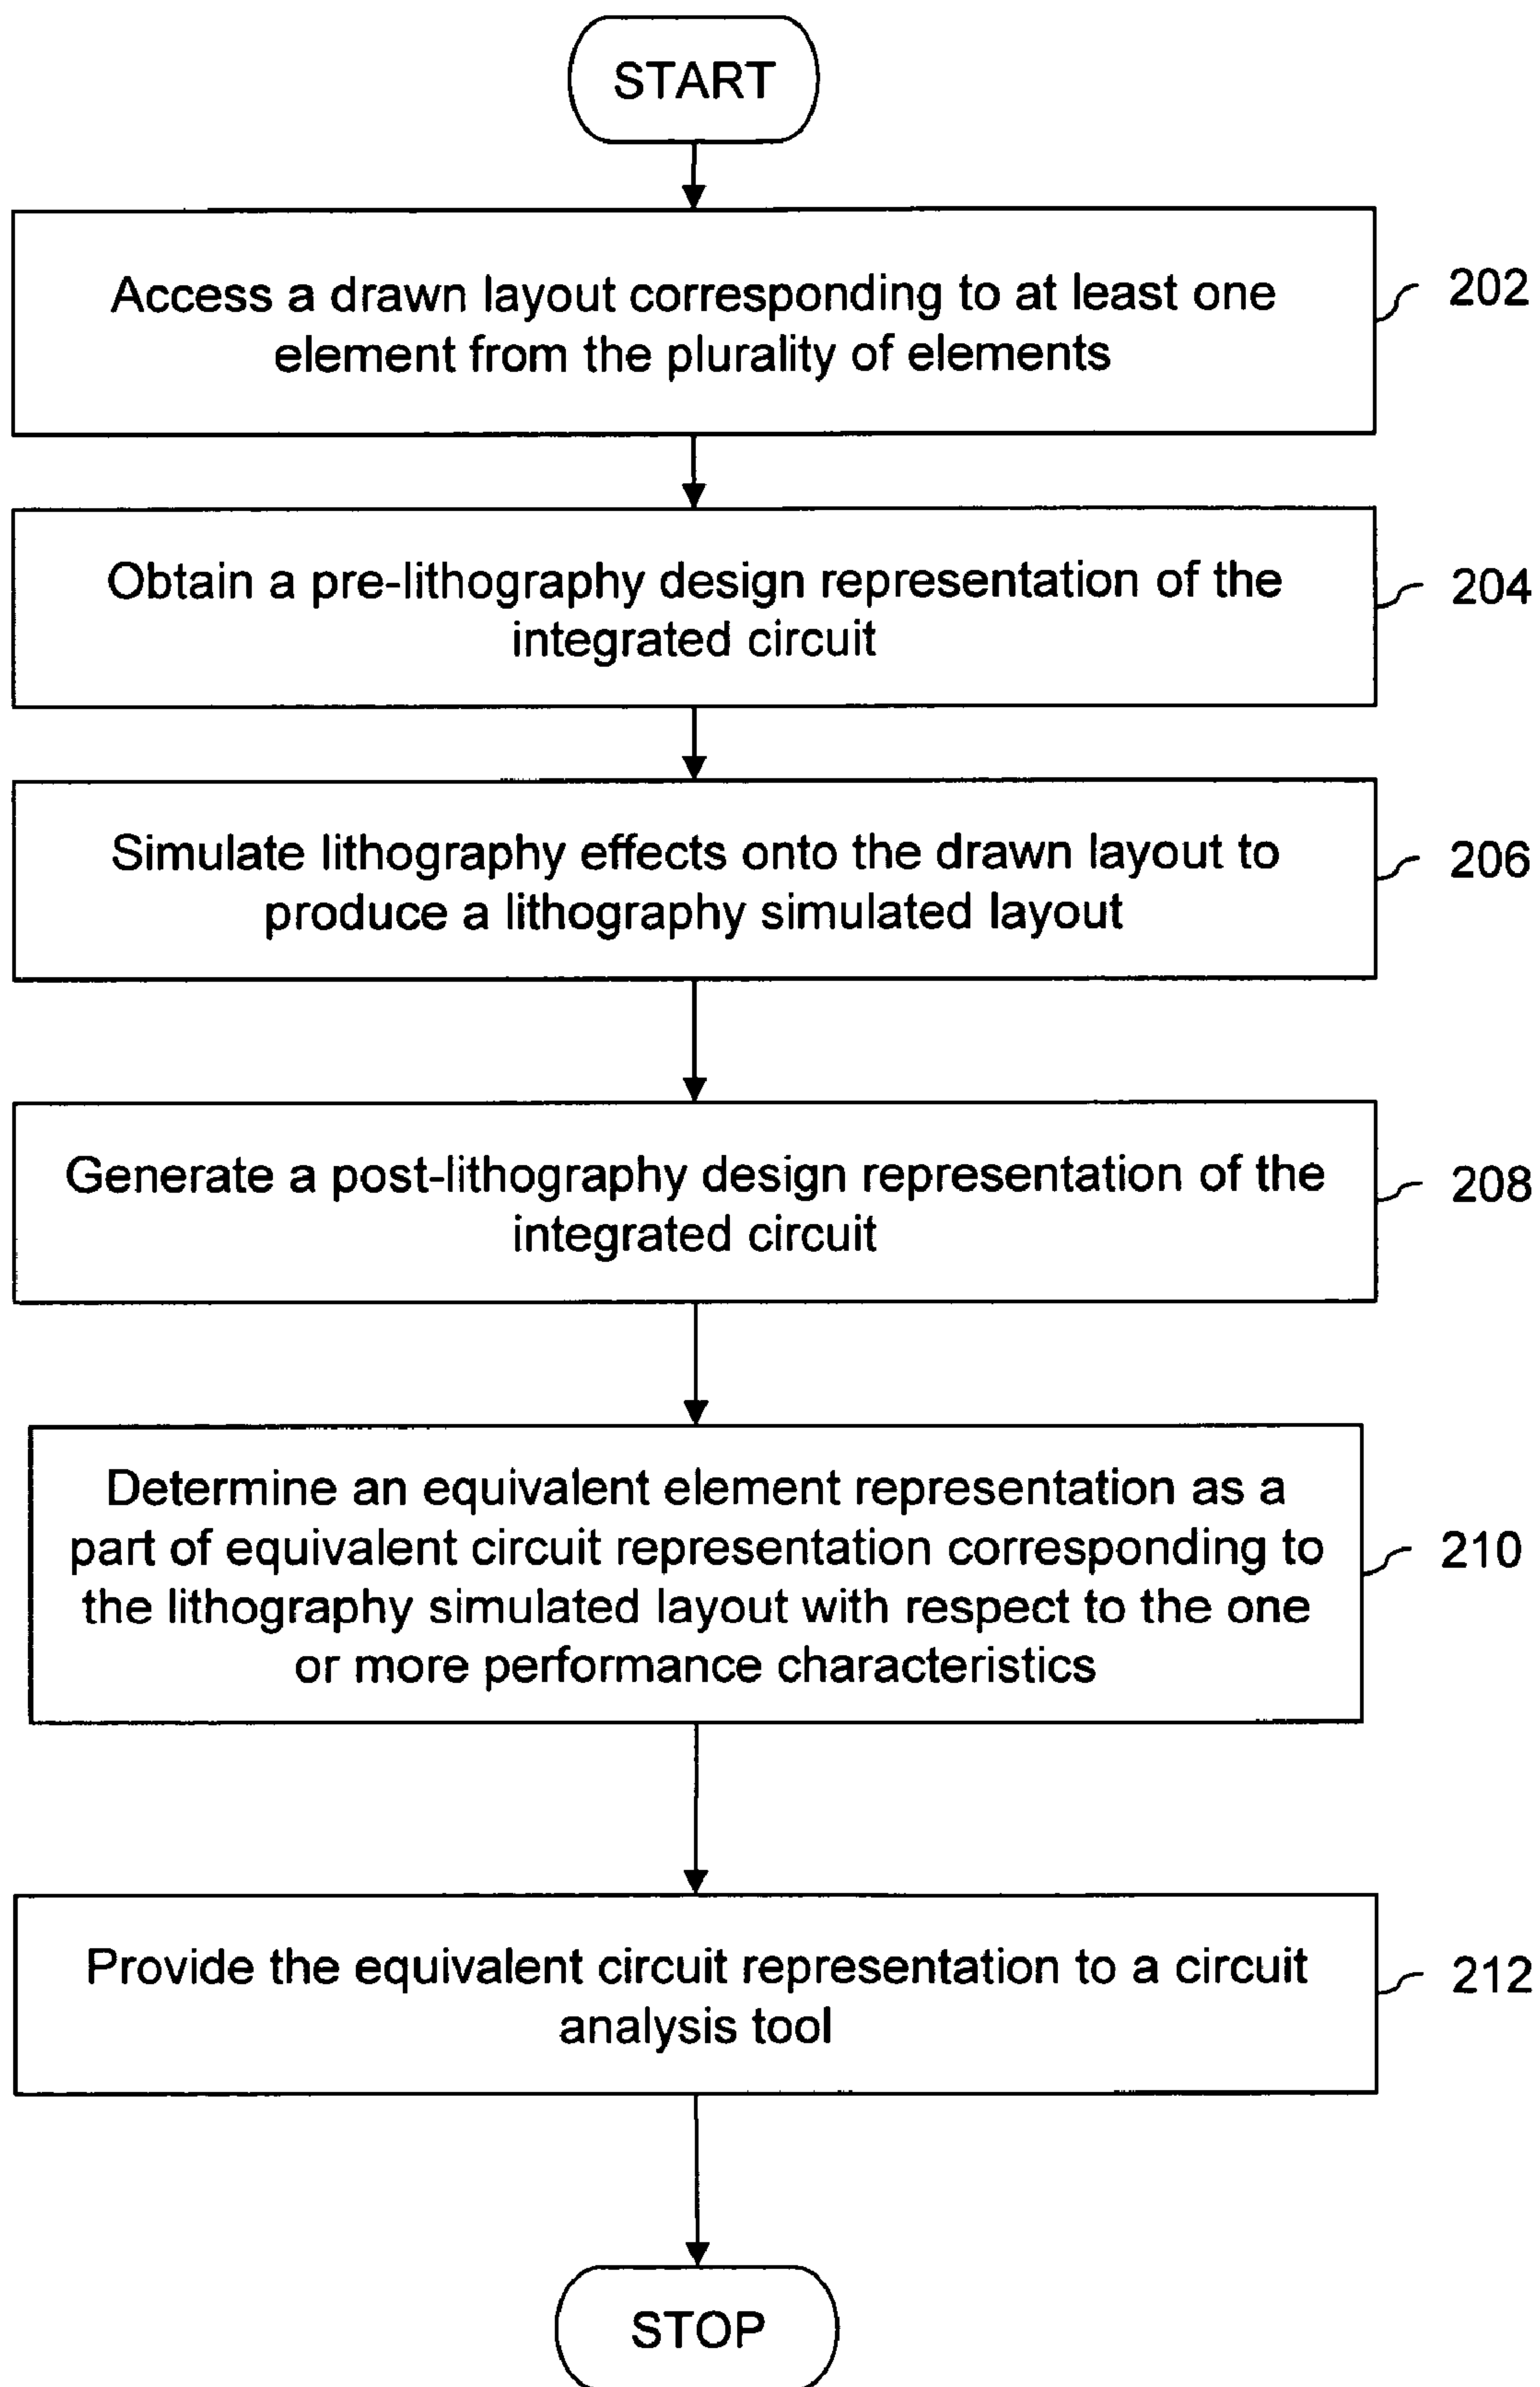 START
Access a drawn layout corresponding to at least one
element from the plurality of elements
202
Obtain a pre-lithography design representation of the
integrated circuit
204
Simulate lithography effects onto the drawn layout to
produce a lithography simulated layout
206
Generate a post-lithography design representation of the
integrated circuit
208
Determine an equivalent element representation as a
part of equivalent circuit representation corresponding to
the lithography simulated layout with respect to the one
or more performance characteristics
210
Provide the equivalent circuit representation to a circuit
analysis tool
212
STOP